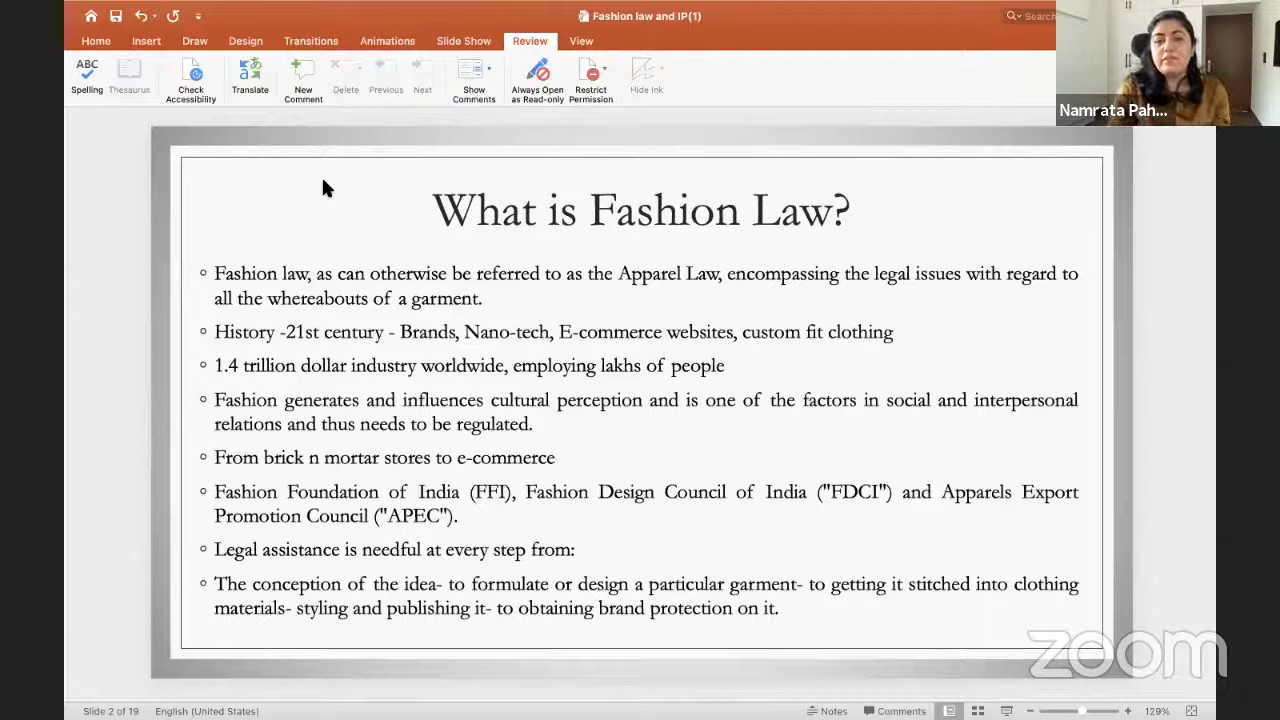 Fashion law and IP(1)
Search
Home Insert Draw Design Transitions Animations Slide Show Review View
ABC
Spelling Thesaurus Check Accessibility Translate New Comment Delete Previous Next Show Comments Always Open as Read-only Restrict Permission Hide Ink
Namrata Pah...
What is Fashion Law?
Fashion law, as can otherwise be referred to as the Apparel Law, encompassing the legal issues with regard to
all the whereabouts of a garment.
History -21st century - Brands, Nano-tech, E-commerce websites, custom fit clothing
1.4 trillion dollar industry worldwide, employing lakhs of people
Fashion generates and influences cultural perception and is one of the factors in social and interpersonal
relations and thus needs to be regulated.
From brick n mortar stores to e-commerce
Fashion Foundation of India (FFI), Fashion Design Council of India ("FDCI") and Apparels Export
Promotion Council ("APEC").
Legal assistance is needful at every step from:
The conception of the idea- to formulate or design a particular garment- to getting it stitched into clothing
materials- styling and publishing it- to obtaining brand protection on it.
zoom
Slide 2 of 19 English (United States) Notes Comments 129%